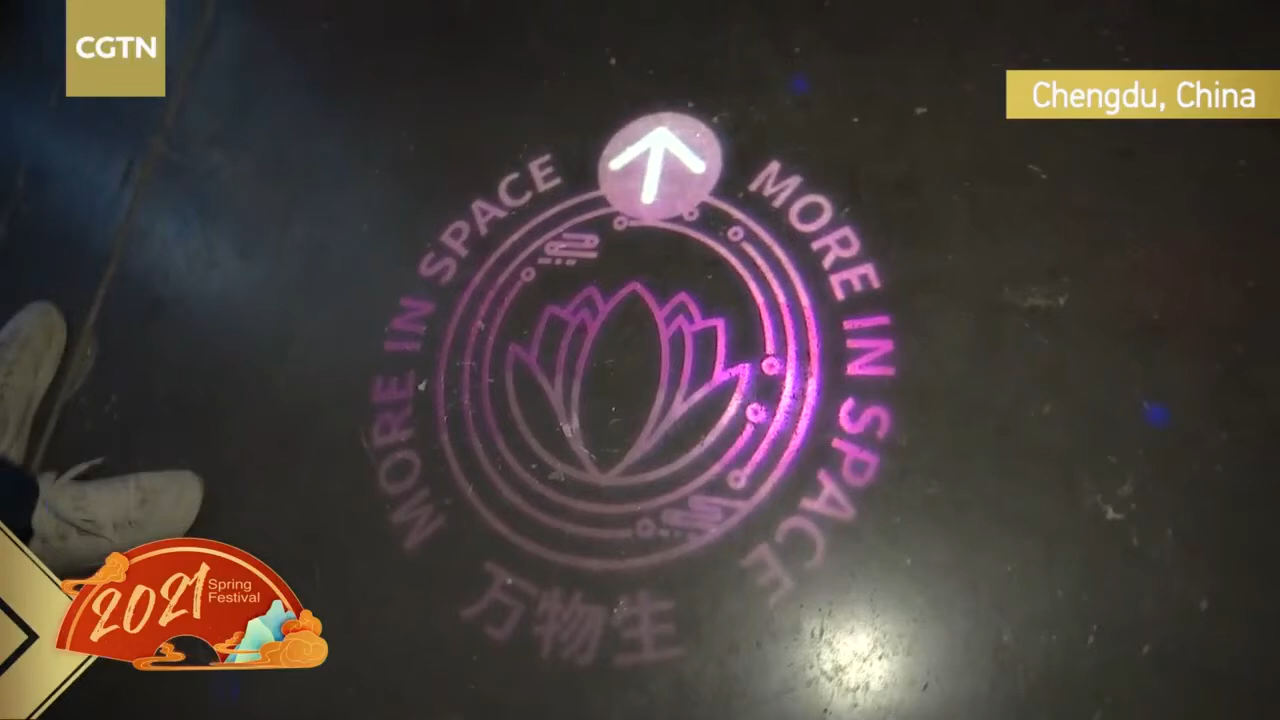 CGTN
Chengdu, China
MORE IN SPACE
MORE IN SPACE
万物生
2021
Spring
Festival